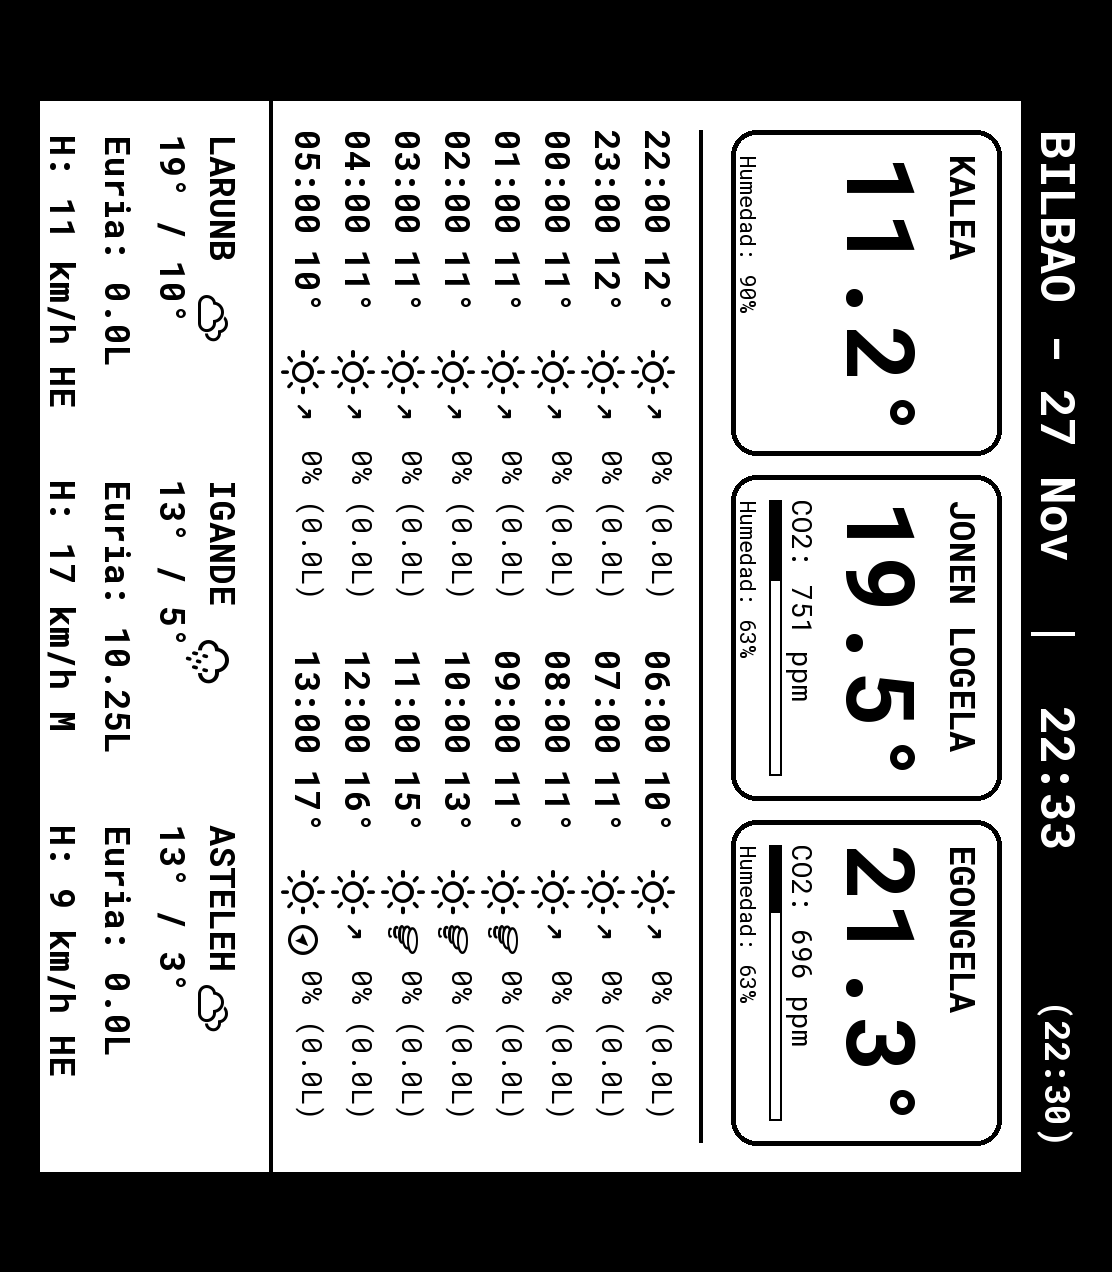 BILBAO - 27 Nov | 22:33 (22:30)
KALEA
11.2°
Humedad: 90%
JONEN LOGELA
19.5°
CO2: 751 ppm
Humedad: 63%
EGONGELA
21.3°
CO2: 696 ppm
Humedad: 63%
22:00 12° ↗ 0% (0.0L)
23:00 12° ↗ 0% (0.0L)
00:00 11° ↗ 0% (0.0L)
01:00 11° ↗ 0% (0.0L)
02:00 11° ↗ 0% (0.0L)
03:00 11° ↗ 0% (0.0L)
04:00 11° ↗ 0% (0.0L)
05:00 10° ↗ 0% (0.0L)
06:00 10° ↗ 0% (0.0L)
07:00 11° ↗ 0% (0.0L)
08:00 11° ↗ 0% (0.0L)
09:00 11° 0% (0.0L)
10:00 13° 0% (0.0L)
11:00 15° 0% (0.0L)
12:00 16° ↗ 0% (0.0L)
13:00 17° 0% (0.0L)
LARUNB
19° / 10°
Euria: 0.0L
H: 11 km/h HE
IGANDE
13° / 5°
Euria: 10.25L
H: 17 km/h M
ASTELEH
13° / 3°
Euria: 0.0L
H: 9 km/h HE